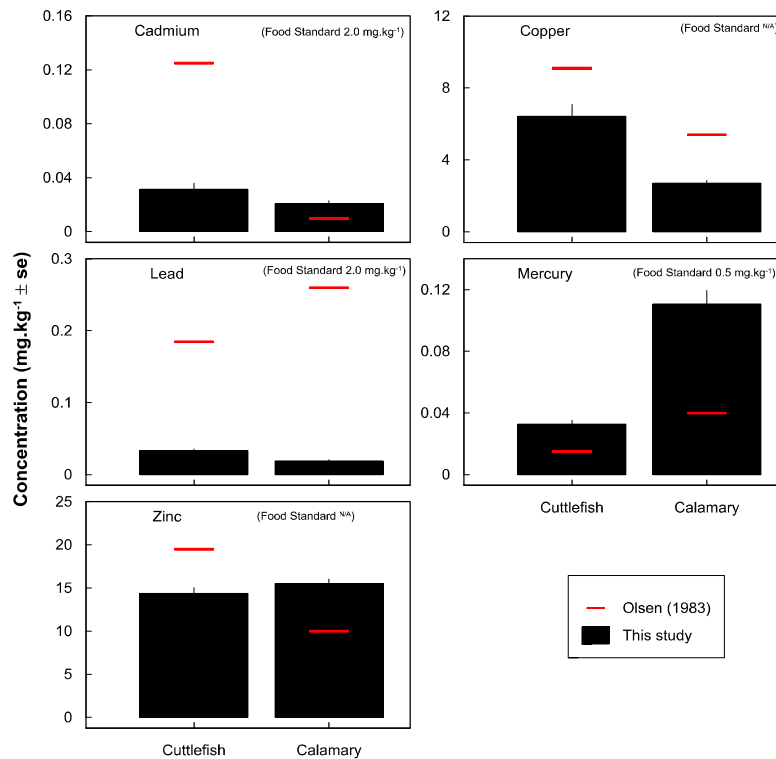 Concentration (mg.kg⁻¹ ± se)
Cadmium
(Food Standard 2.0 mg.kg⁻¹)
0.16
0.12
0.08
0.04
0
Copper
(Food Standard N/A)
12
9
6
3
0
Lead
(Food Standard 2.0 mg.kg⁻¹)
0.3
0.2
0.1
0
Mercury
(Food Standard 0.5 mg.kg⁻¹)
0.12
0.08
0.04
0
Cuttlefish
Calamary
Zinc
(Food Standard N/A)
25
20
15
10
5
0
Cuttlefish
Calamary
Olsen (1983)
This study